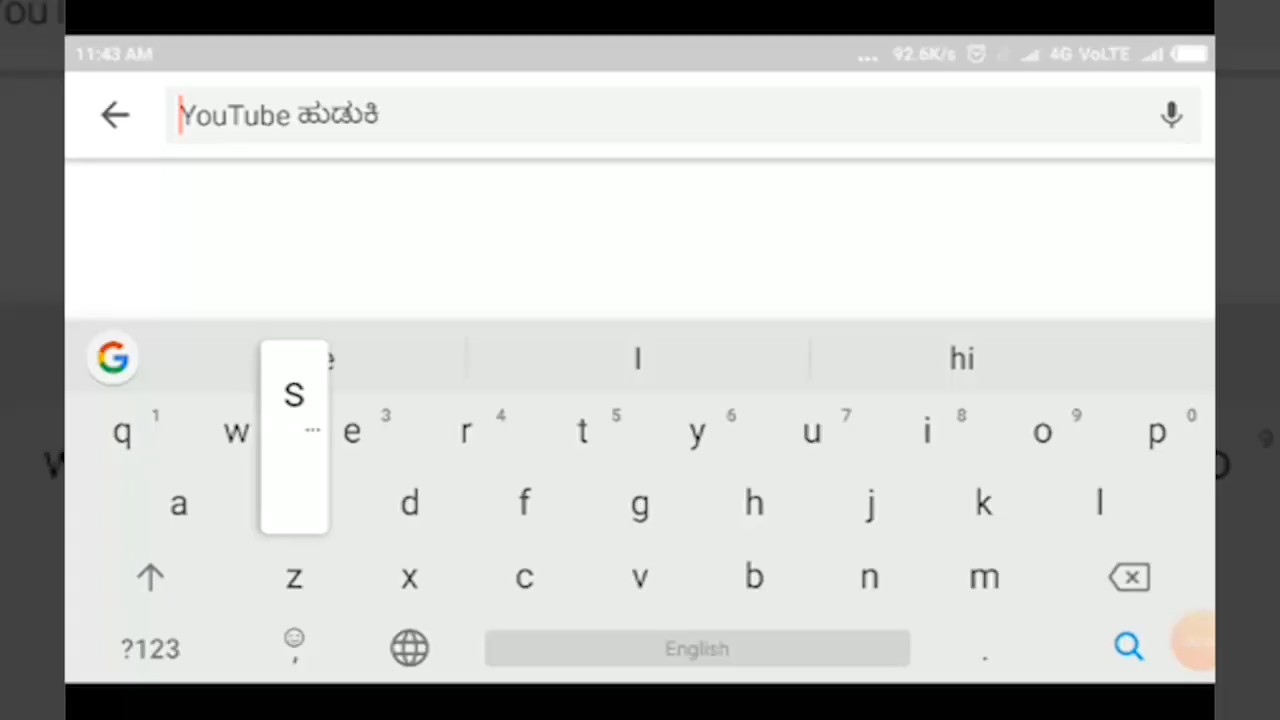 11:43 AM ... 92.6K/s 4G VoLTE
YouTube ಹುಡುಕಿ
I hi
S
q 1 w e 3 r 4 t 5 y 6 u 7 i 8 o 9 p 0
a d f g h j k l
z x c v b n m
?123 , English .